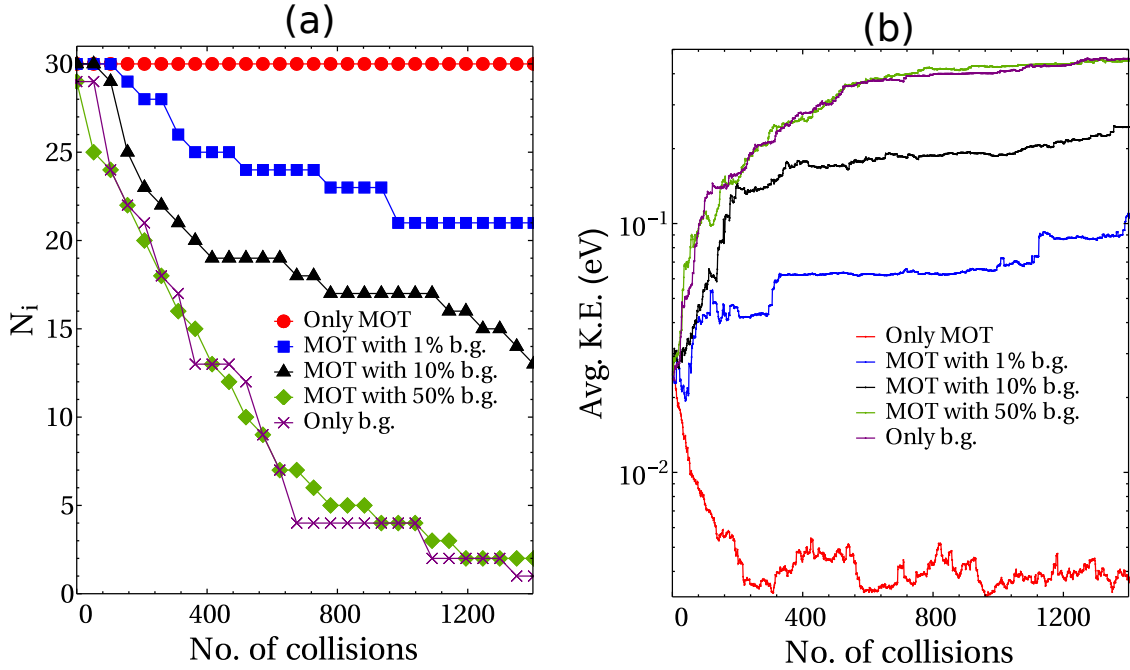 (a)
30
25
20
15
10
5
0
N_i
0 400 800 1200
No. of collisions
Only MOT
MOT with 1% b.g.
MOT with 10% b.g.
MOT with 50% b.g.
Only b.g.
(b)
10^{-1}
10^{-2}
Avg. K.E. (eV)
0 400 800 1200
No. of collisions
Only MOT
MOT with 1% b.g.
MOT with 10% b.g.
MOT with 50% b.g.
Only b.g.